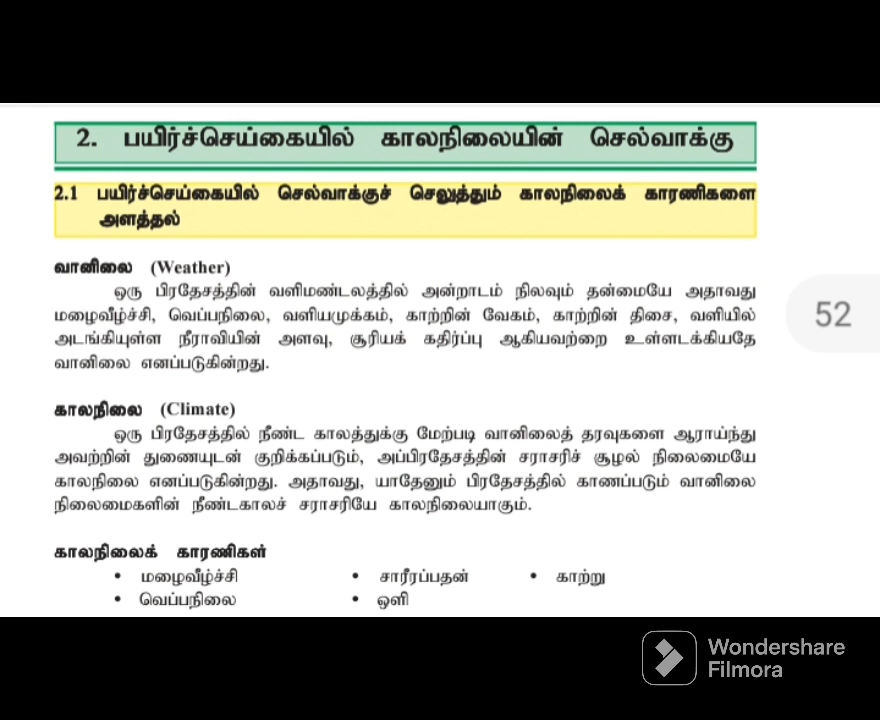 2. பயிர்ச்செய்கையில் காலநிலையின் செல்வாக்கு
2.1 பயிர்ச்செய்கையில் செல்வாக்குச் செலுத்தும் காலநிலைக் காரணிகளை
அளத்தல்
வானிலை (Weather)
ஒரு பிரதேசத்தின் வளிமண்டலத்தில் அன்றாடம் நிலவும் தன்மையே அதாவது
மழைவீழ்ச்சி, வெப்பநிலை, வளியமுக்கம், காற்றின் வேகம், காற்றின் திசை, வளியில்
அடங்கியுள்ள நீராவியின் அளவு, சூரியக் கதிர்ப்பு ஆகியவற்றை உள்ளடக்கியதே
வானிலை எனப்படுகின்றது.
காலநிலை (Climate)
ஒரு பிரதேசத்தில் நீண்ட காலத்துக்கு மேற்படி வானிலைத் தரவுகளை ஆராய்ந்து
அவற்றின் துணையுடன் குறிக்கப்படும், அப்பிரதேசத்தின் சராசரிச் சூழல் நிலைமையே
காலநிலை எனப்படுகின்றது. அதாவது, யாதேனும் பிரதேசத்தில் காணப்படும் வானிலை
நிலைமைகளின் நீண்டகாலச் சராசரியே காலநிலையாகும்.
காலநிலைக் காரணிகள்
• மழைவீழ்ச்சி • சாரீரப்பதன் • காற்று
• வெப்பநிலை • ஒளி
52
Wondershare
Filmora